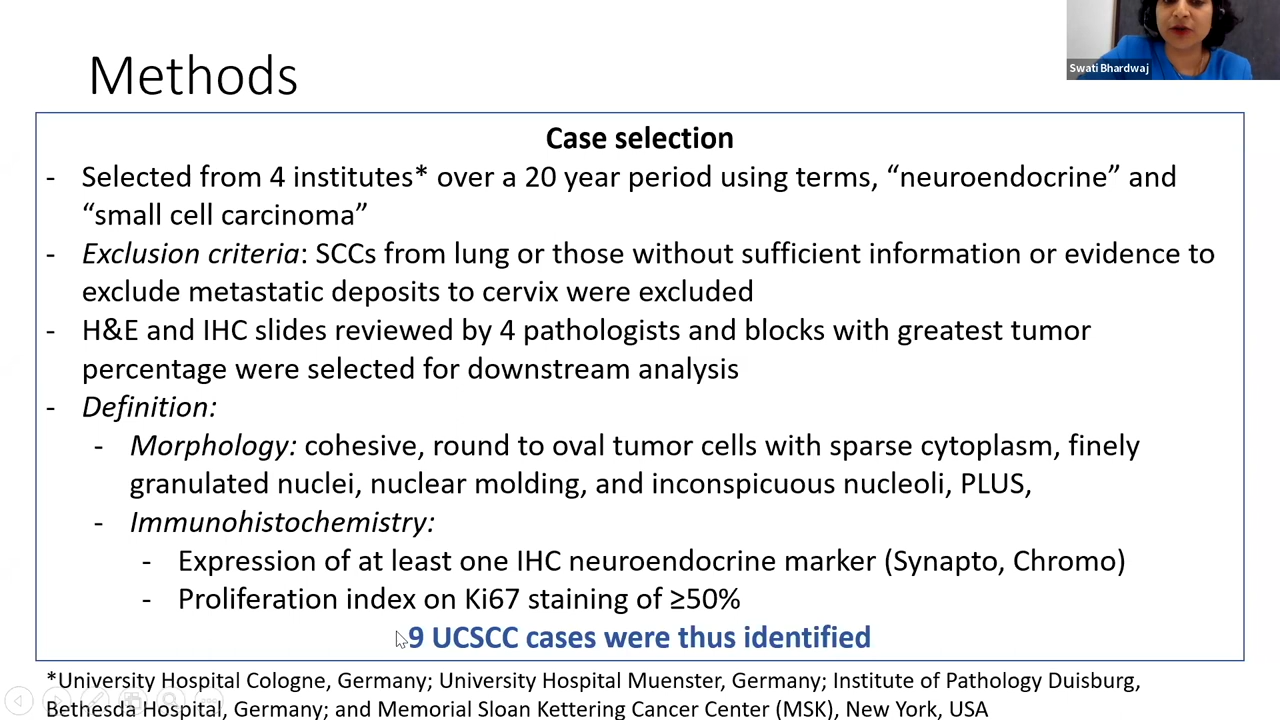 Swati Bhardwaj
Methods
Case selection
- Selected from 4 institutes* over a 20 year period using terms, “neuroendocrine” and
“small cell carcinoma”
- Exclusion criteria: SCCs from lung or those without sufficient information or evidence to
exclude metastatic deposits to cervix were excluded
- H&E and IHC slides reviewed by 4 pathologists and blocks with greatest tumor
percentage were selected for downstream analysis
- Definition:
- Morphology: cohesive, round to oval tumor cells with sparse cytoplasm, finely
granulated nuclei, nuclear molding, and inconspicuous nucleoli, PLUS,
- Immunohistochemistry:
- Expression of at least one IHC neuroendocrine marker (Synapto, Chromo)
- Proliferation index on Ki67 staining of ≥50%
9 UCSCC cases were thus identified
*University Hospital Cologne, Germany; University Hospital Muenster, Germany; Institute of Pathology Duisburg,
Bethesda Hospital, Germany; and Memorial Sloan Kettering Cancer Center (MSK), New York, USA